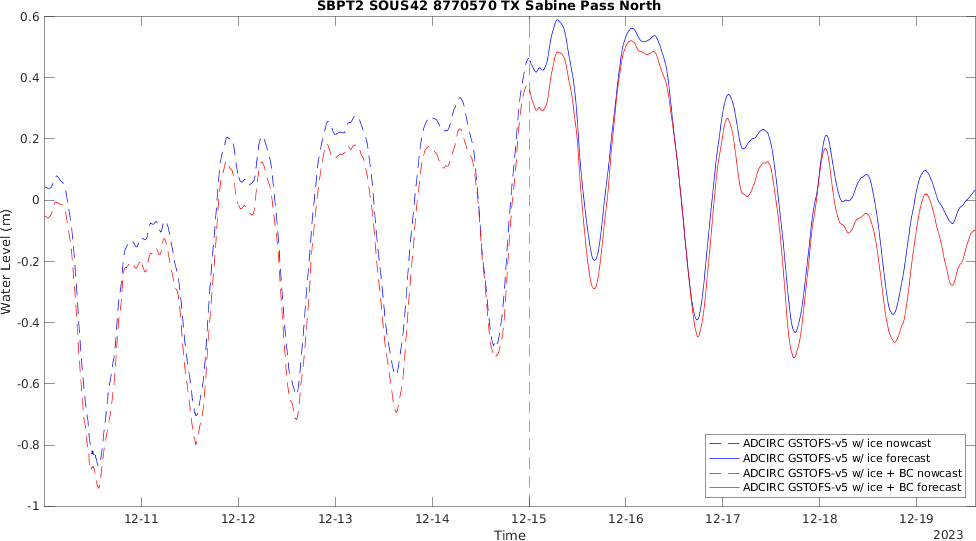 SBPT2 SOUS42 8770570 TX Sabine Pass North
0.6
0.4
0.2
0
-0.2
-0.4
-0.6
-0.8
-1
Water Level (m)
ADCIRC GSTOFS-v5 w/ ice nowcast
ADCIRC GSTOFS-v5 w/ ice forecast
ADCIRC GSTOFS-v5 w/ ice + BC nowcast
ADCIRC GSTOFS-v5 w/ ice + BC forecast
12-11 12-12 12-13 12-14 12-15 12-16 12-17 12-18 12-19
Time
2023